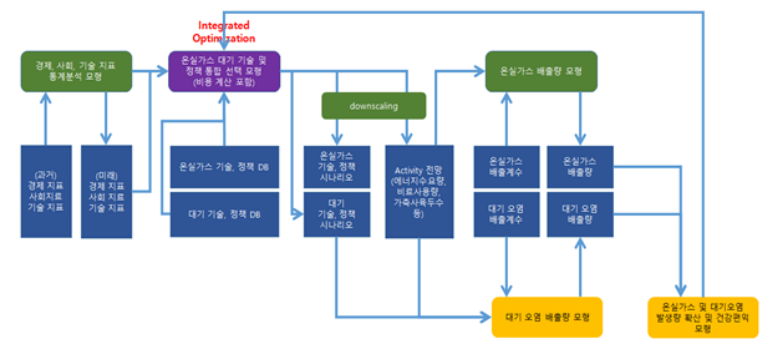 Integrated
Optimization
경제, 사회, 기술 지표
통계분석 모형
온실가스 대기 기술 및
정책 통합 선택 모형
(비용 계산 포함)
온실가스 배출량 모형
downscaling
(과거)
경제 지표
사회지료
기술 지표
(미래)
경제 지표
사회 지료
기술 지표
온실가스 기술, 정책 DB
대기 기술, 정책 DB
온실가스
기술, 정책
시나리오
대기
기술, 정책
시나리오
Activity 전망
(에너지수요량,
비료사용량,
가축사육두수
등)
온실가스
배출계수
온실가스
배출량
대기 오염
배출계수
대기 오염
배출량
대기 오염 배출량 모형
온실가스 및 대기오염
발생량 확산 및 건강편익
모형